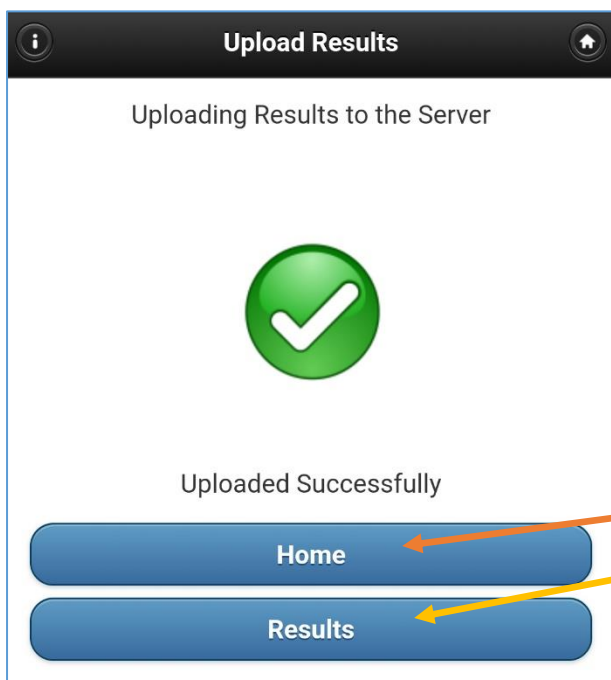 Upload Results
Uploading Results to the Server
Uploaded Successfully
Home
Results